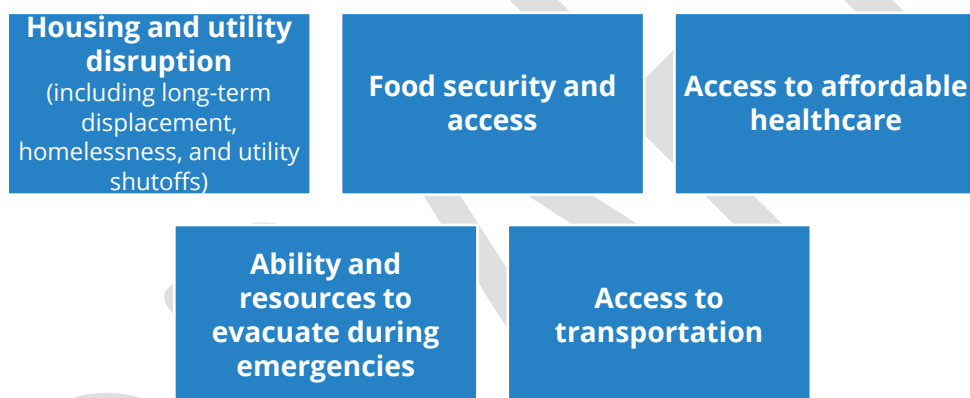 Housing and utility
disruption
(including long-term
displacement,
homelessness, and utility
shutoffs)
Food security and
access
Access to affordable
healthcare
Ability and
resources to
evacuate during
emergencies
Access to
transportation